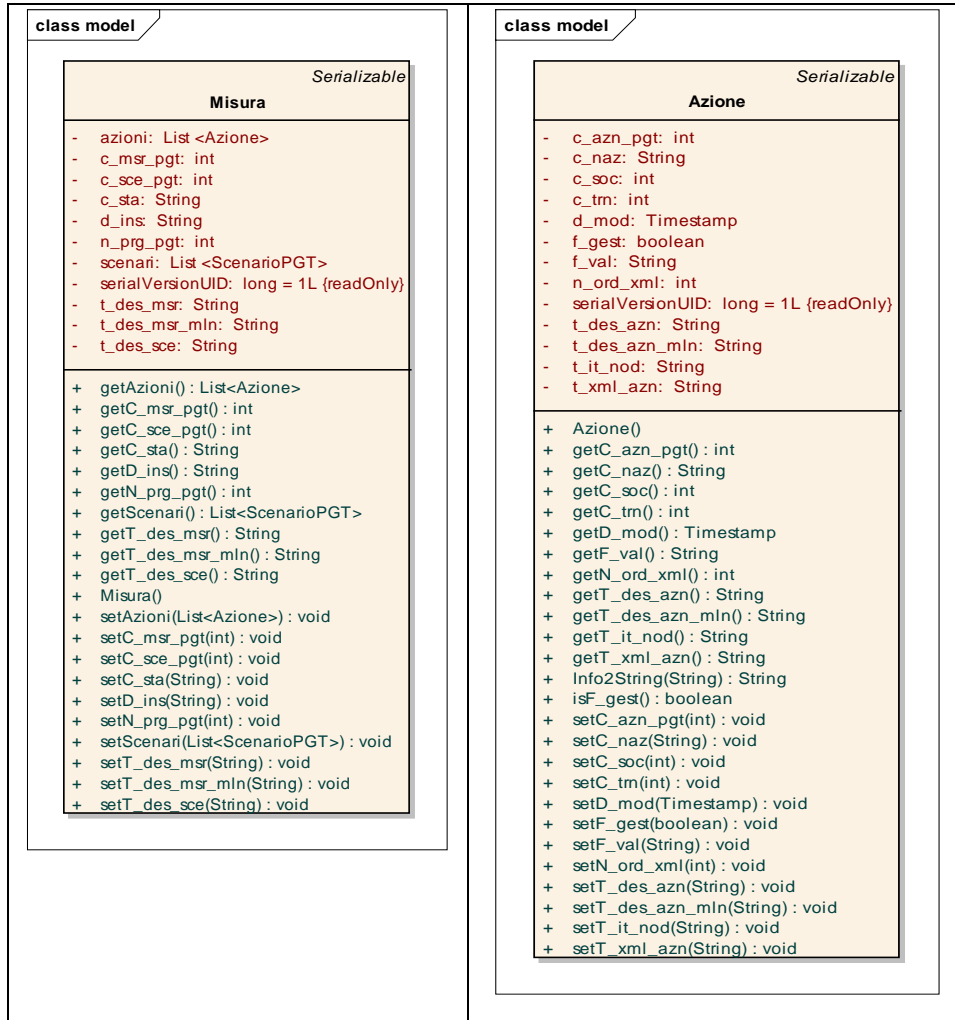 class model
Serializable
Misura
- azioni: List <Azione>
- c_msr_pgt: int
- c_sce_pgt: int
- c_sta: String
- d_ins: String
- n_prg_pgt: int
- scenari: List <ScenarioPGT>
- serialVersionUID: long = 1L {readOnly}
- t_des_msr: String
- t_des_msr_mln: String
- t_des_sce: String
+ getAzioni() : List<Azione>
+ getC_msr_pgt() : int
+ getC_sce_pgt() : int
+ getC_sta() : String
+ getD_ins() : String
+ getN_prg_pgt() : int
+ getScenari() : List<ScenarioPGT>
+ getT_des_msr() : String
+ getT_des_msr_mln() : String
+ getT_des_sce() : String
+ Misura()
+ setAzioni(List<Azione>) : void
+ setC_msr_pgt(int) : void
+ setC_sce_pgt(int) : void
+ setC_sta(String) : void
+ setD_ins(String) : void
+ setN_prg_pgt(int) : void
+ setScenari(List<ScenarioPGT>) : void
+ setT_des_msr(String) : void
+ setT_des_msr_mln(String) : void
+ setT_des_sce(String) : void
class model
Serializable
Azione
- c_azn_pgt: int
- c_naz: String
- c_soc: int
- c_trn: int
- d_mod: Timestamp
- f_gest: boolean
- f_val: String
- n_ord_xml: int
- serialVersionUID: long = 1L {readOnly}
- t_des_azn: String
- t_des_azn_mln: String
- t_it_nod: String
- t_xml_azn: String
+ Azione()
+ getC_azn_pgt() : int
+ getC_naz() : String
+ getC_soc() : int
+ getC_trn() : int
+ getD_mod() : Timestamp
+ getF_val() : String
+ getN_ord_xml() : int
+ getT_des_azn() : String
+ getT_des_azn_mln() : String
+ getT_it_nod() : String
+ getT_xml_azn() : String
+ Info2String(String) : String
+ isF_gest() : boolean
+ setC_azn_pgt(int) : void
+ setC_naz(String) : void
+ setC_soc(int) : void
+ setC_trn(int) : void
+ setD_mod(Timestamp) : void
+ setF_gest(boolean) : void
+ setF_val(String) : void
+ setN_ord_xml(int) : void
+ setT_des_azn(String) : void
+ setT_des_azn_mln(String) : void
+ setT_it_nod(String) : void
+ setT_xml_azn(String) : void